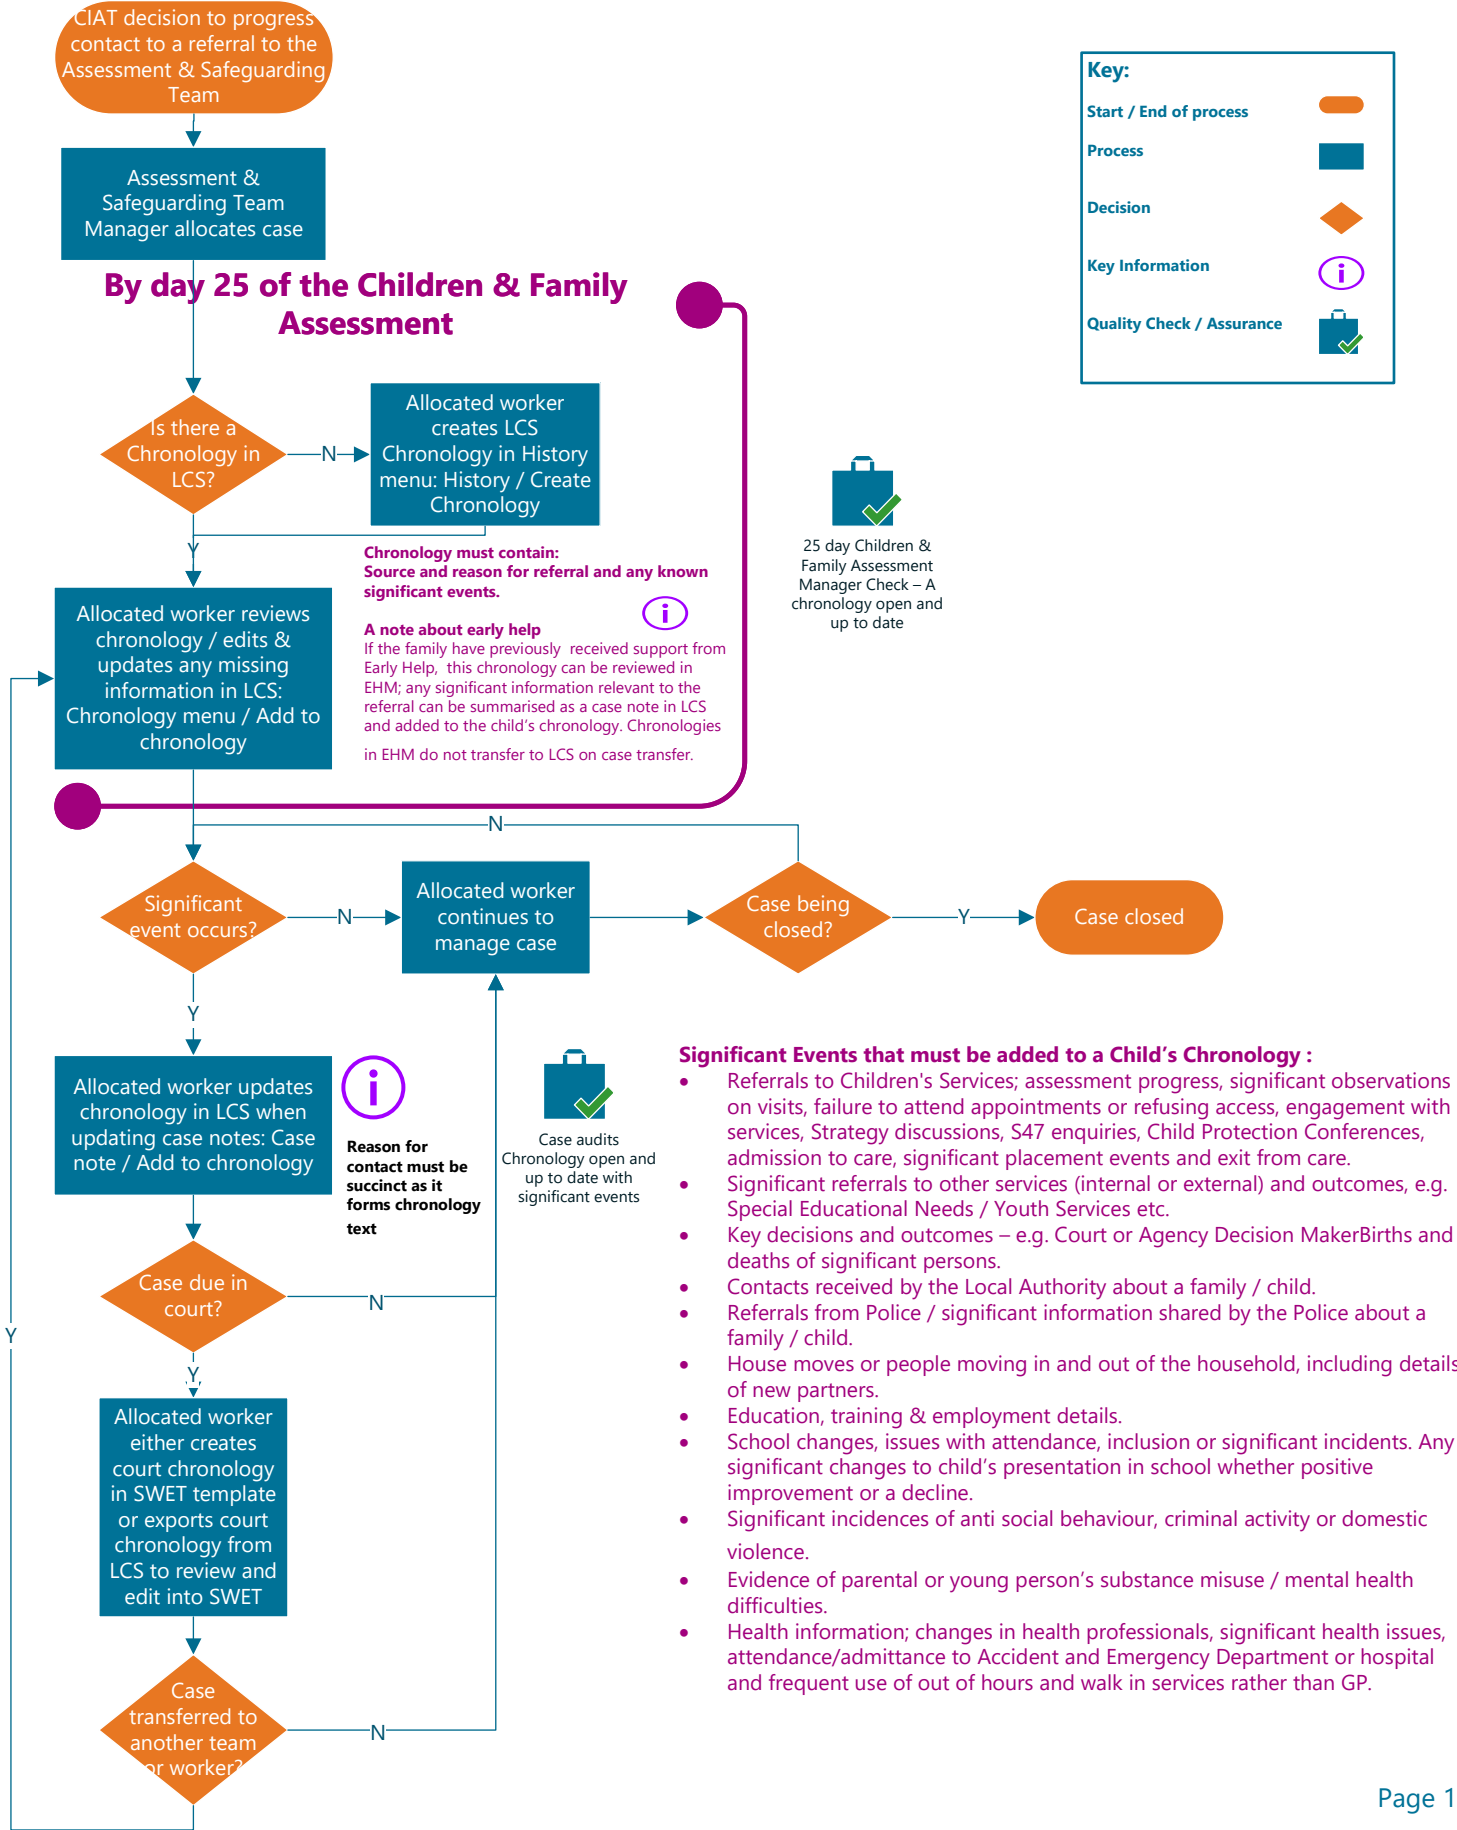 CIAT decision to progress
contact to a referral to the
Assessment & Safeguarding
Team
Key:
Start / End of process
Process
Decision
Key Information
Quality Check / Assurance
Assessment &
Safeguarding Team
Manager allocates case
By day 25 of the Children & Family
Assessment
Is there a
Chronology in
LCS?
N
Allocated worker
creates LCS
Chronology in History
menu: History / Create
Chronology
Y
25 day Children &
Family Assessment
Manager Check – A
chronology open and
up to date
Chronology must contain:
Source and reason for referral and any known
significant events.
A note about early help
If the family have previously received support from
Early Help, this chronology can be reviewed in
EHM; any significant information relevant to the
referral can be summarised as a case note in LCS
and added to the child's chronology. Chronologies
in EHM do not transfer to LCS on case transfer.
Allocated worker reviews
chronology / edits &
updates any missing
information in LCS:
Chronology menu / Add to
chronology
N
Significant
event occurs?
N
Allocated worker
continues to
manage case
Case being
closed?
Y
Case closed
Y
Allocated worker updates
chronology in LCS when
updating case notes: Case
note / Add to chronology
Reason for
contact must be
succinct as it
forms chronology
text
Case audits
Chronology open and
up to date with
significant events
Significant Events that must be added to a Child's Chronology :
• Referrals to Children's Services; assessment progress, significant observations
on visits, failure to attend appointments or refusing access, engagement with
services, Strategy discussions, S47 enquiries, Child Protection Conferences,
admission to care, significant placement events and exit from care.
• Significant referrals to other services (internal or external) and outcomes, e.g.
Special Educational Needs / Youth Services etc.
• Key decisions and outcomes – e.g. Court or Agency Decision MakerBirths and
deaths of significant persons.
• Contacts received by the Local Authority about a family / child.
• Referrals from Police / significant information shared by the Police about a
family / child.
• House moves or people moving in and out of the household, including details
of new partners.
• Education, training & employment details.
• School changes, issues with attendance, inclusion or significant incidents. Any
significant changes to child's presentation in school whether positive
improvement or a decline.
• Significant incidences of anti social behaviour, criminal activity or domestic
violence.
• Evidence of parental or young person's substance misuse / mental health
difficulties.
• Health information; changes in health professionals, significant health issues,
attendance/admittance to Accident and Emergency Department or hospital
and frequent use of out of hours and walk in services rather than GP.
Case due in
court?
N
Y
Y
Allocated worker
either creates
court chronology
in SWET template
or exports court
chronology from
LCS to review and
edit into SWET
Case
transferred to
another team
or worker?
N
Page 1